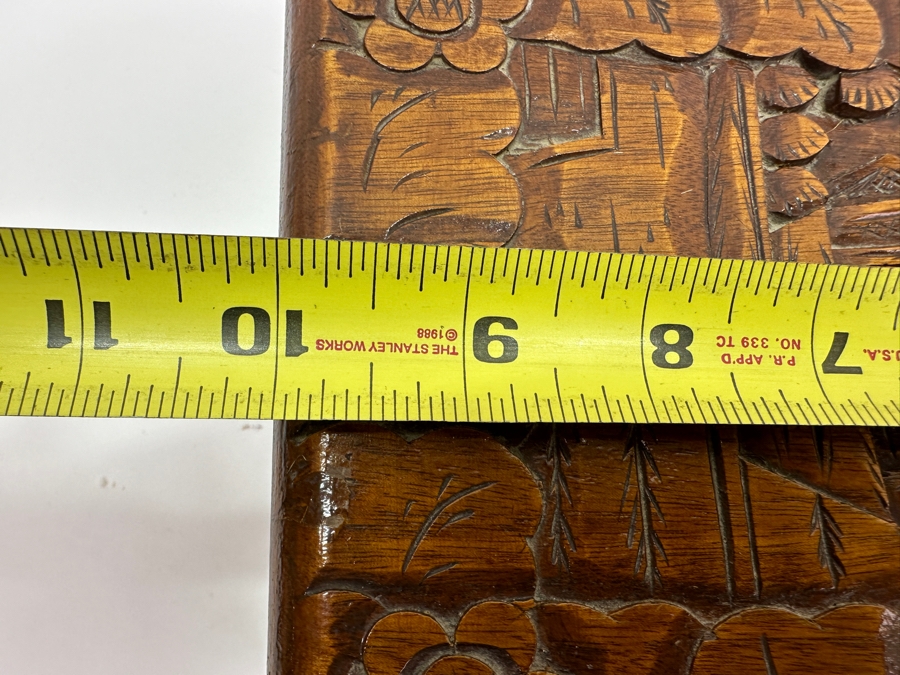 11 10 9 8 7
THE STANLEY WORKS
©1988
P.R. APP'D
NO. 339 TC
U.S.A.